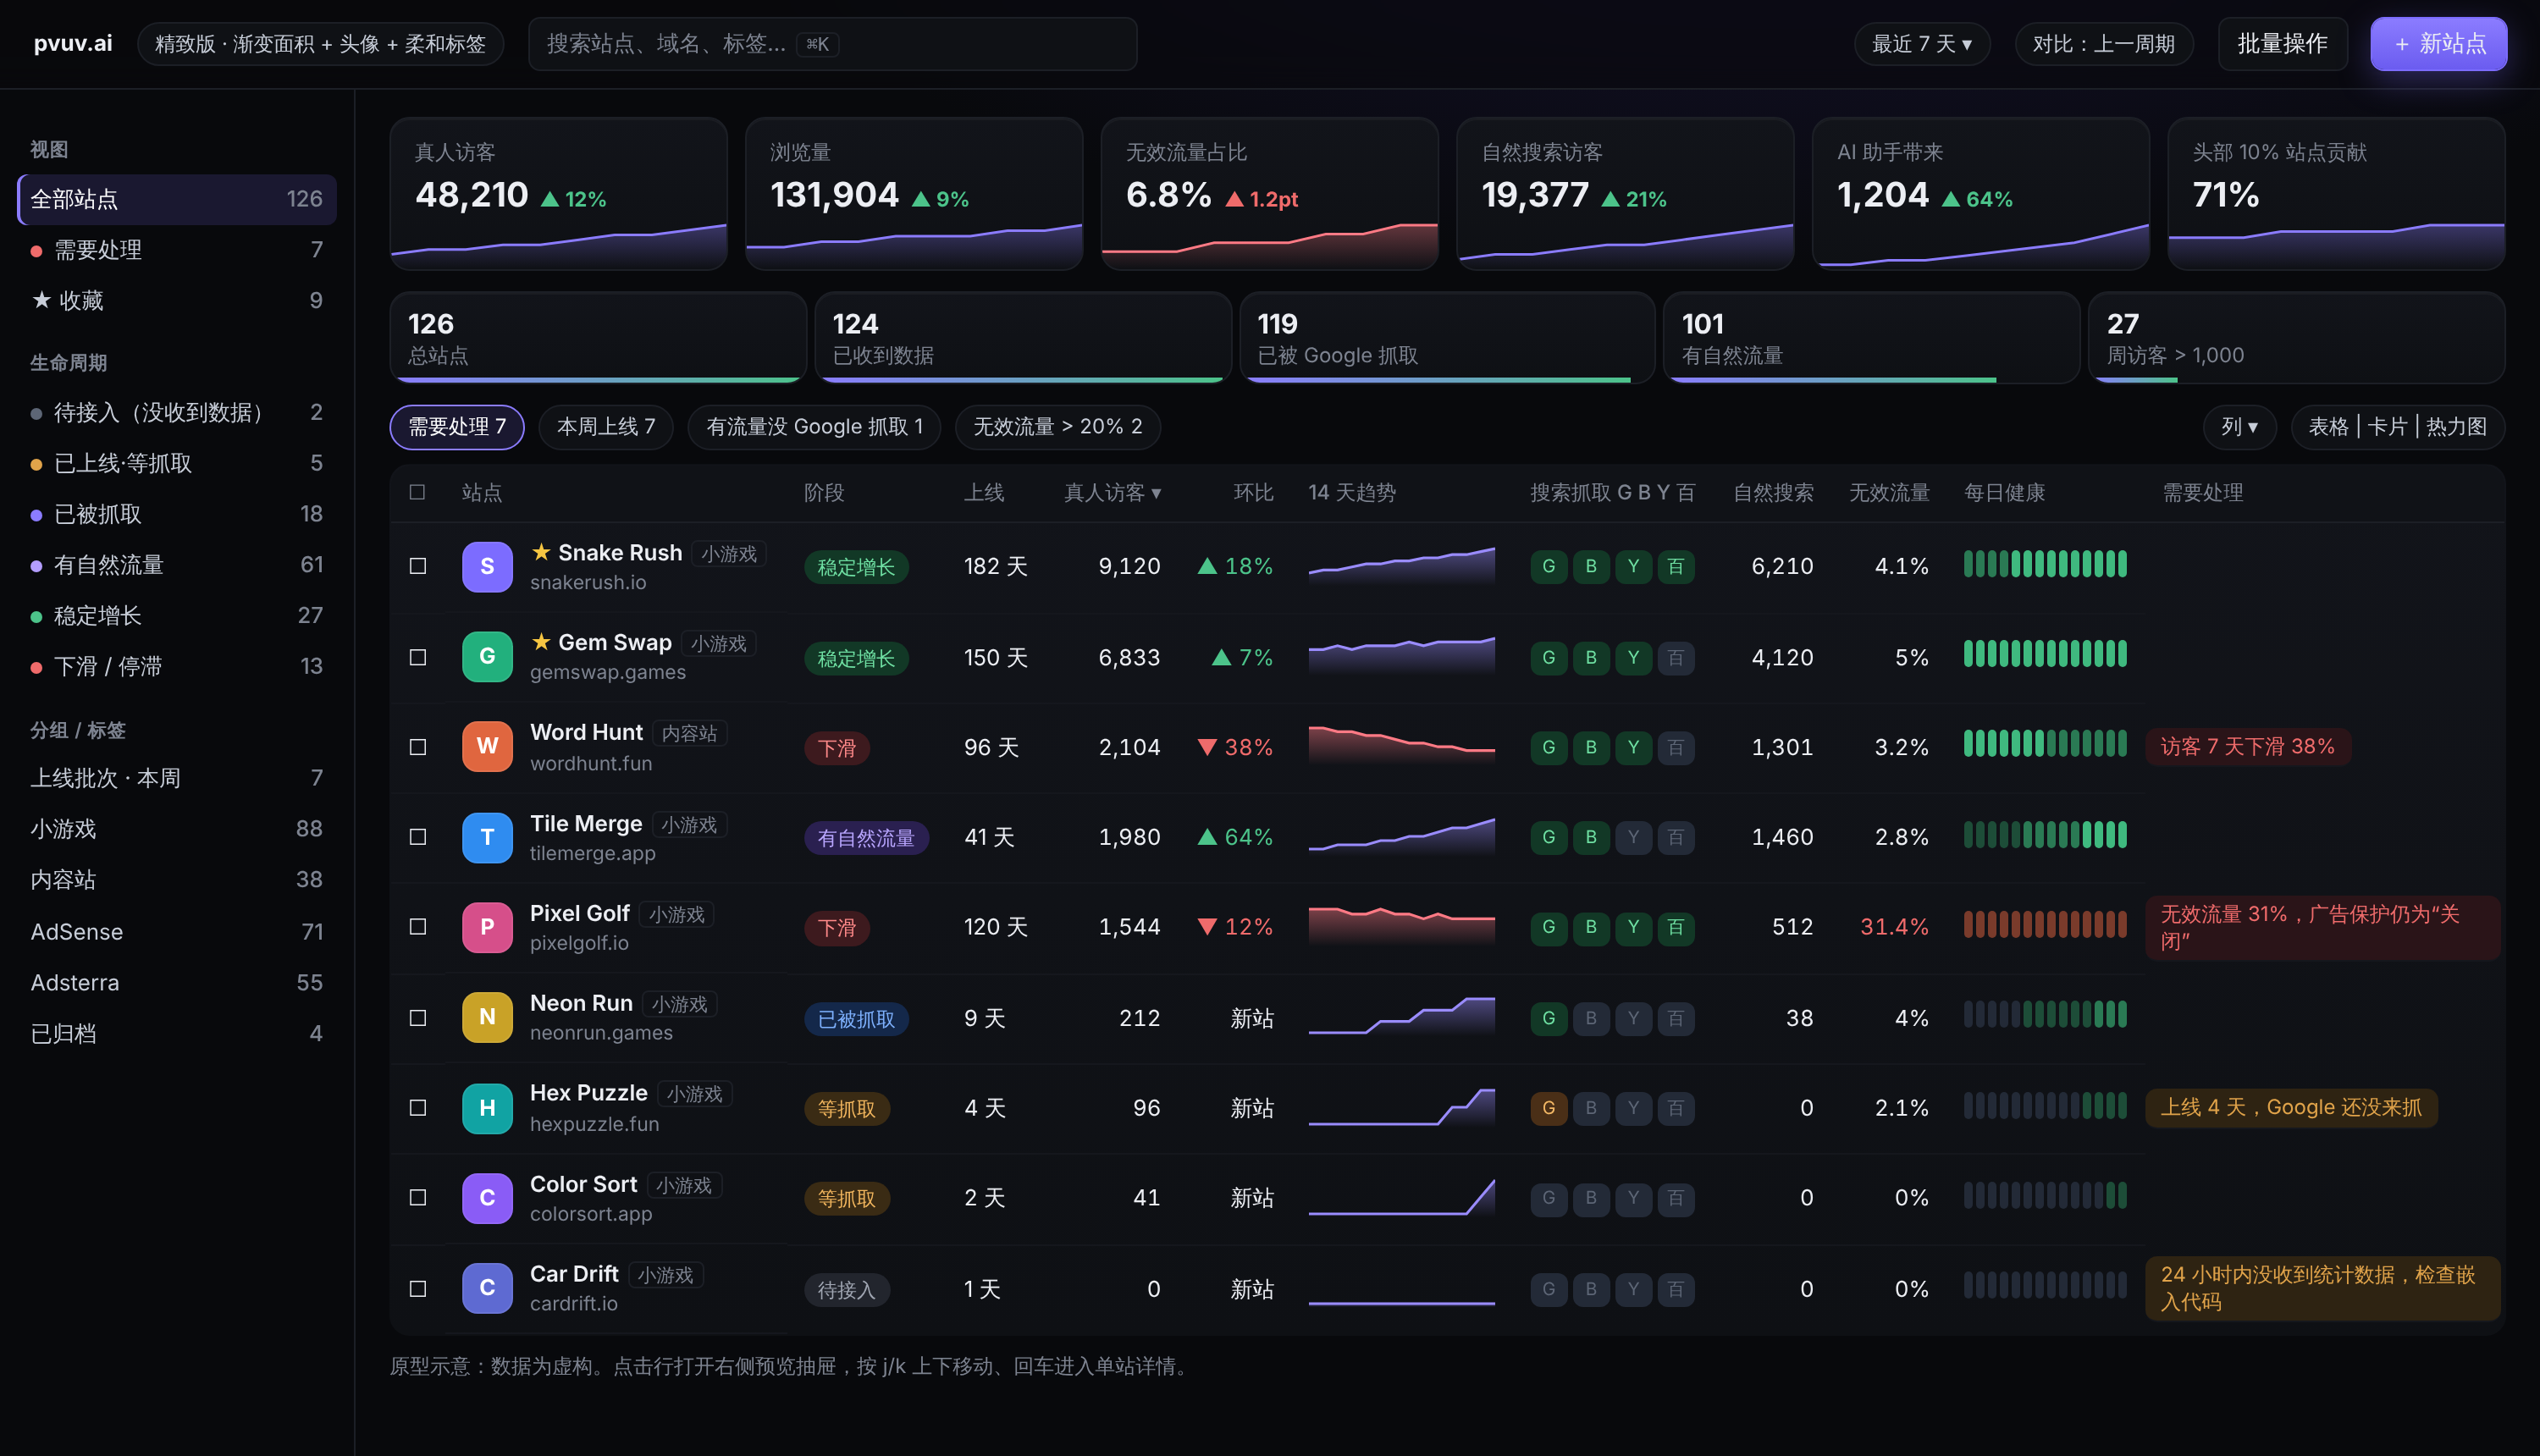 pvuv.ai 精致版 · 渐变面积 + 头像 + 柔和标签 搜索站点、域名、标签... ⌘K 最近 7 天 ▾ 对比：上一周期 批量操作 + 新站点
视图
全部站点 126
需要处理 7
★ 收藏 9
生命周期
待接入（没收到数据） 2
已上线·等抓取 5
已被抓取 18
有自然流量 61
稳定增长 27
下滑 / 停滞 13
分组 / 标签
上线批次 · 本周 7
小游戏 88
内容站 38
AdSense 71
Adsterra 55
已归档 4
真人访客
48,210 ▲ 12%
浏览量
131,904 ▲ 9%
无效流量占比
6.8% ▲ 1.2pt
自然搜索访客
19,377 ▲ 21%
AI 助手带来
1,204 ▲ 64%
头部 10% 站点贡献
71%
126
总站点
124
已收到数据
119
已被 Google 抓取
101
有自然流量
27
周访客 > 1,000
需要处理 7 本周上线 7 有流量没 Google 抓取 1 无效流量 > 20% 2 列 ▾ 表格 | 卡片 | 热力图
☐ 站点 阶段 上线 真人访客 ▾ 环比 14 天趋势 搜索抓取 G B Y 百 自然搜索 无效流量 每日健康 需要处理
☐ S ★ Snake Rush 小游戏 稳定增长 182 天 9,120 ▲ 18% G B Y 百 6,210 4.1%
snakerush.io
☐ G ★ Gem Swap 小游戏 稳定增长 150 天 6,833 ▲ 7% G B Y 百 4,120 5%
gemswap.games
☐ W Word Hunt 内容站 下滑 96 天 2,104 ▼ 38% G B Y 百 1,301 3.2% 访客 7 天下滑 38%
wordhunt.fun
☐ T Tile Merge 小游戏 有自然流量 41 天 1,980 ▲ 64% G B Y 百 1,460 2.8%
tilemerge.app
☐ P Pixel Golf 小游戏 下滑 120 天 1,544 ▼ 12% G B Y 百 512 31.4% 无效流量 31%，广告保护仍为“关
pixelgolf.io 闭”
☐ N Neon Run 小游戏 已被抓取 9 天 212 新站 G B Y 百 38 4%
neonrun.games
☐ H Hex Puzzle 小游戏 等抓取 4 天 96 新站 G B Y 百 0 2.1% 上线 4 天，Google 还没来抓
hexpuzzle.fun
☐ C Color Sort 小游戏 等抓取 2 天 41 新站 G B Y 百 0 0%
colorsort.app
☐ C Car Drift 小游戏 待接入 1 天 0 新站 G B Y 百 0 0% 24 小时内没收到统计数据，检查嵌
cardrift.io 入代码
原型示意：数据为虚构。点击行打开右侧预览抽屉，按 j/k 上下移动、回车进入单站详情。